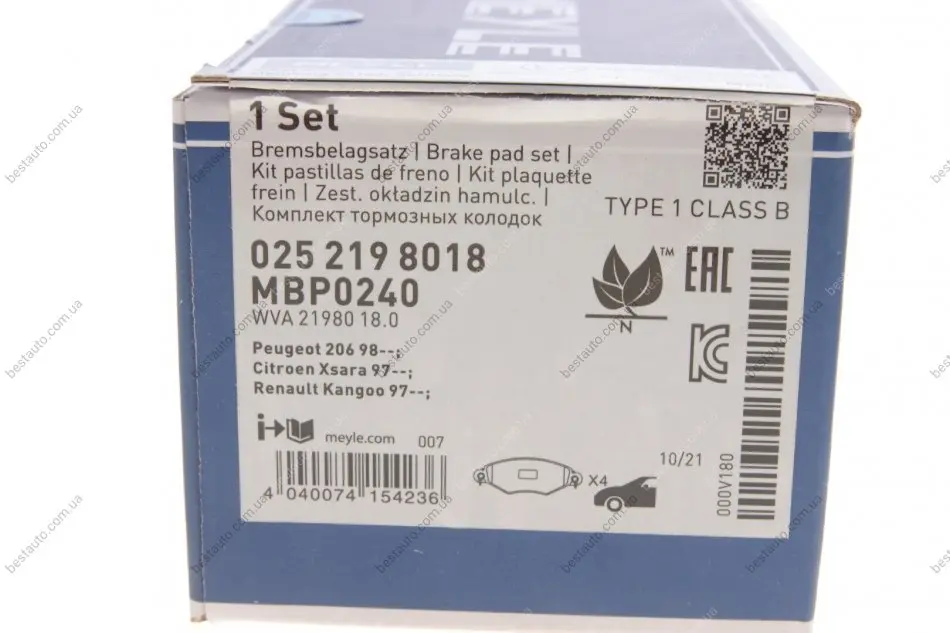 MEYLE
1 Set
Bremsbelagsatz | Brake pad set |
Kit pastillas de freno | Kit plaquette
frein | Zest. okładzin hamulc. |
Комплект тормозных колодок
TYPE 1 CLASS B
025 219 8018
MBP0240
WVA 21980 18.0
TM
EAC
N
Peugeot 206 98--;
Citroen Xsara 97--;
Renault Kangoo 97--;
meyle.com 007
4 040074 154236
X4
10/21
000V180
bestauto.com.ua